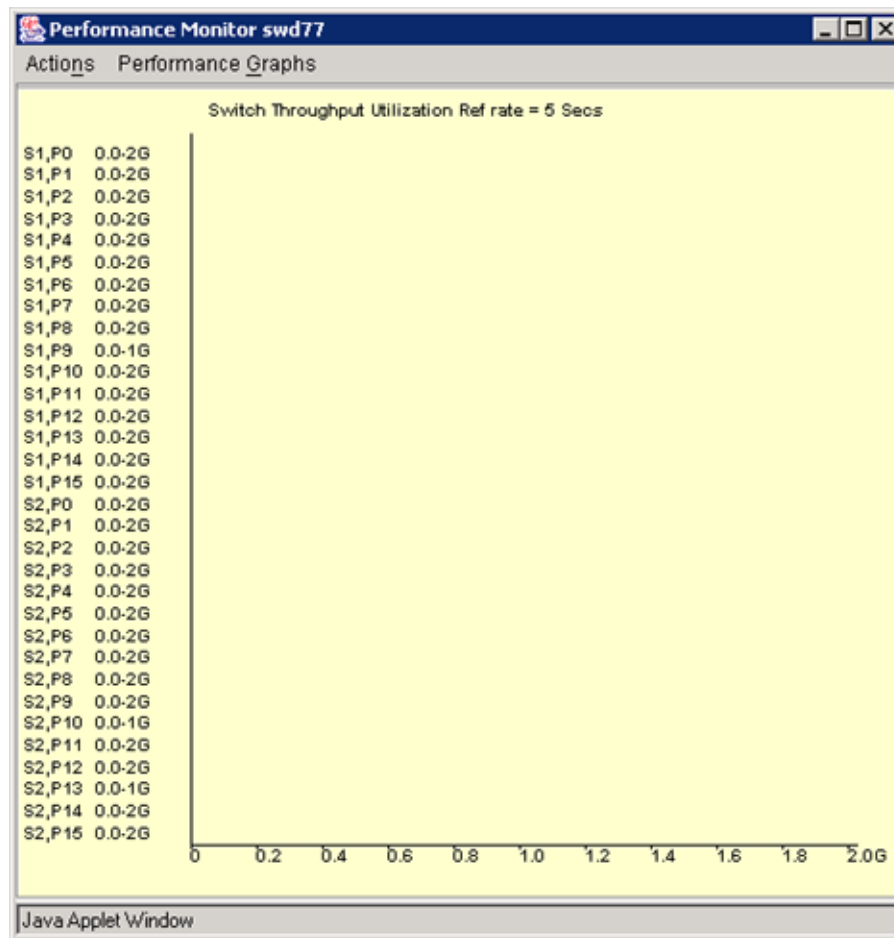 Performance Monitor swd77
Actions Performance Graphs
Switch Throughput Utilization Ref rate = 5 Secs
S1,P0 0.0-2G
S1,P1 0.0-2G
S1,P2 0.0-2G
S1,P3 0.0-2G
S1,P4 0.0-2G
S1,P5 0.0-2G
S1,P6 0.0-2G
S1,P7 0.0-2G
S1,P8 0.0-2G
S1,P9 0.0-1G
S1,P10 0.0-2G
S1,P11 0.0-2G
S1,P12 0.0-2G
S1,P13 0.0-2G
S1,P14 0.0-2G
S1,P15 0.0-2G
S2,P0 0.0-2G
S2,P1 0.0-2G
S2,P2 0.0-2G
S2,P3 0.0-2G
S2,P4 0.0-2G
S2,P5 0.0-2G
S2,P6 0.0-2G
S2,P7 0.0-2G
S2,P8 0.0-2G
S2,P9 0.0-2G
S2,P10 0.0-1G
S2,P11 0.0-2G
S2,P12 0.0-2G
S2,P13 0.0-1G
S2,P14 0.0-2G
S2,P15 0.0-2G
0 0.2 0.4 0.6 0.8 1.0 1.2 1.4 1.6 1.8 2.0G
Java Applet Window